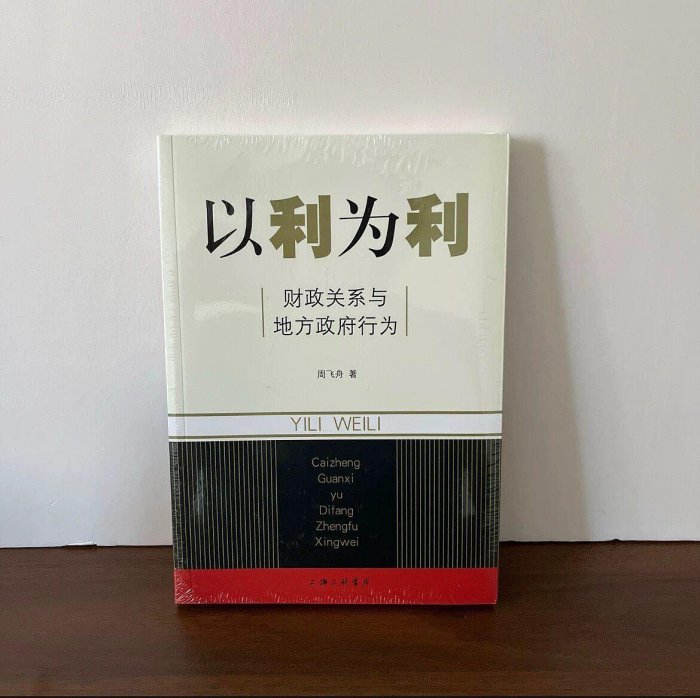 以利为利
财政关系与
地方政府行为
周飞舟 著
YILI WEILI
Caizheng
Guanxi
yu
Difang
Zhengfu
Xingwei
上海三联书店